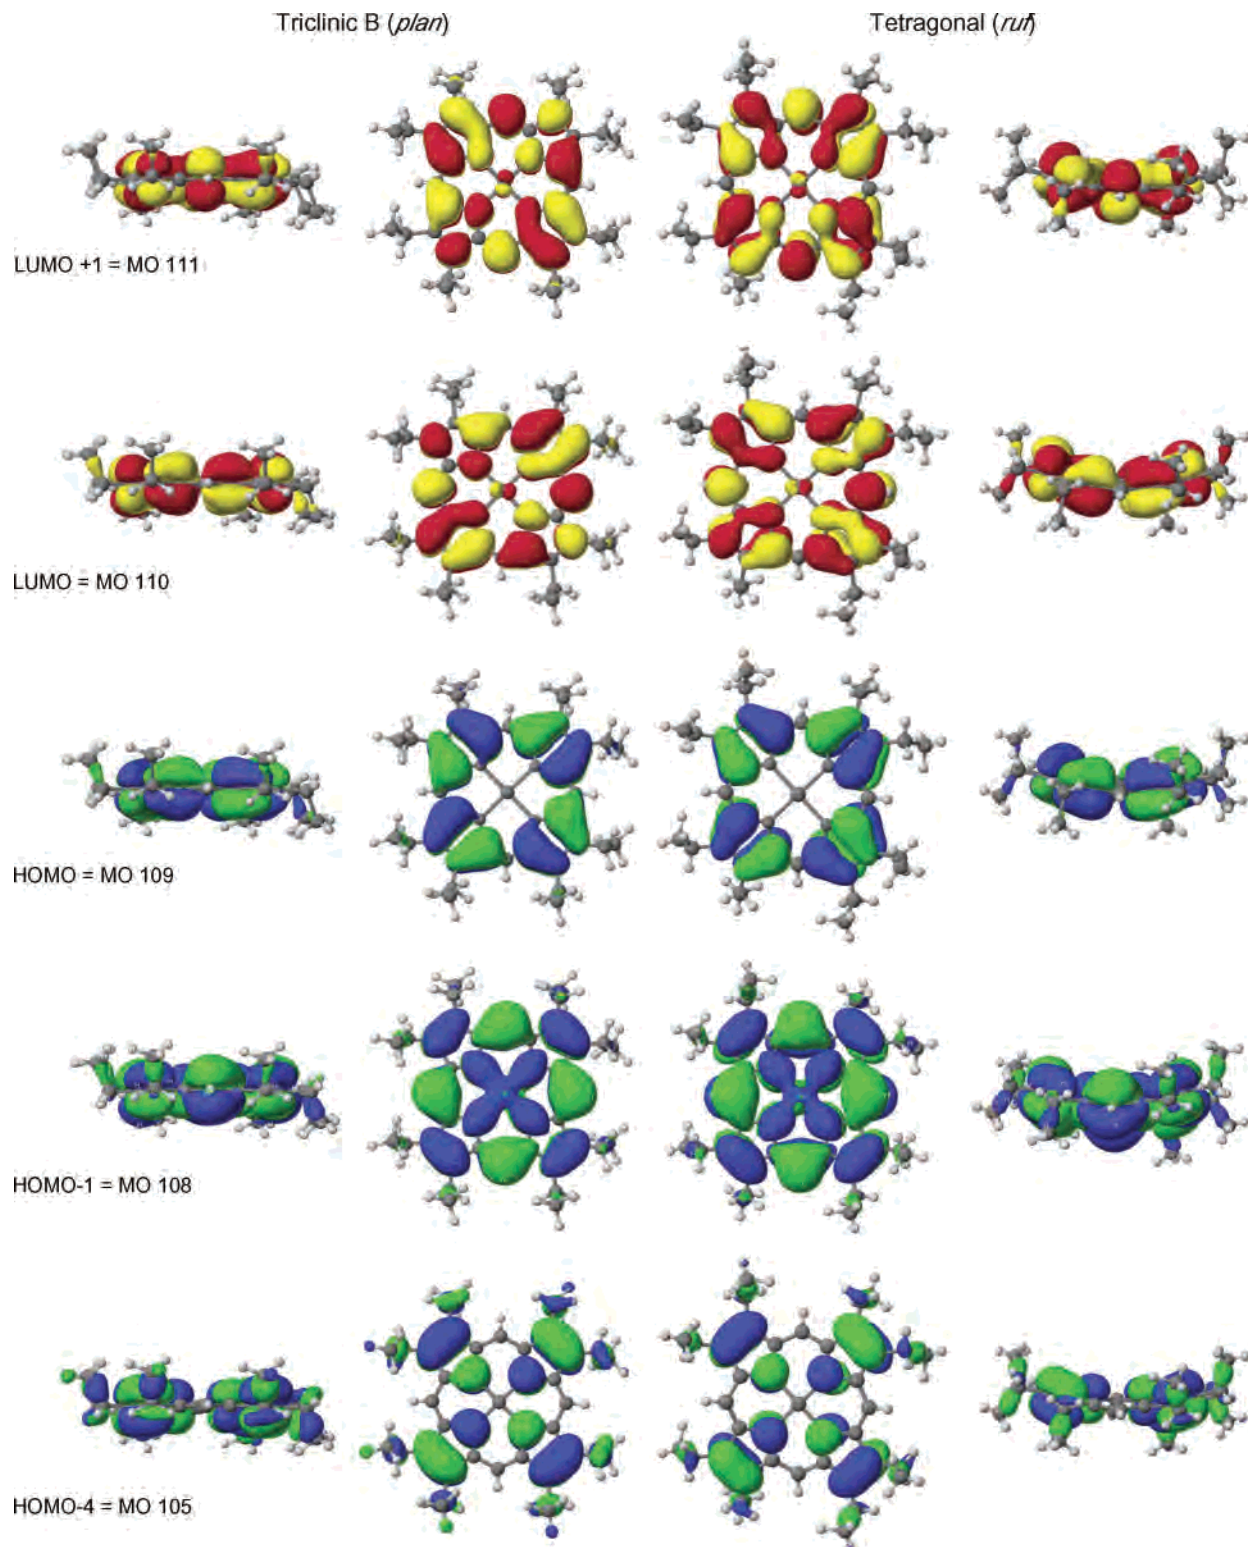 Triclinic B (plan)
Tetragonal (ruf)
LUMO +1 = MO 111
LUMO = MO 110
HOMO = MO 109
HOMO-1 = MO 108
HOMO-4 = MO 105